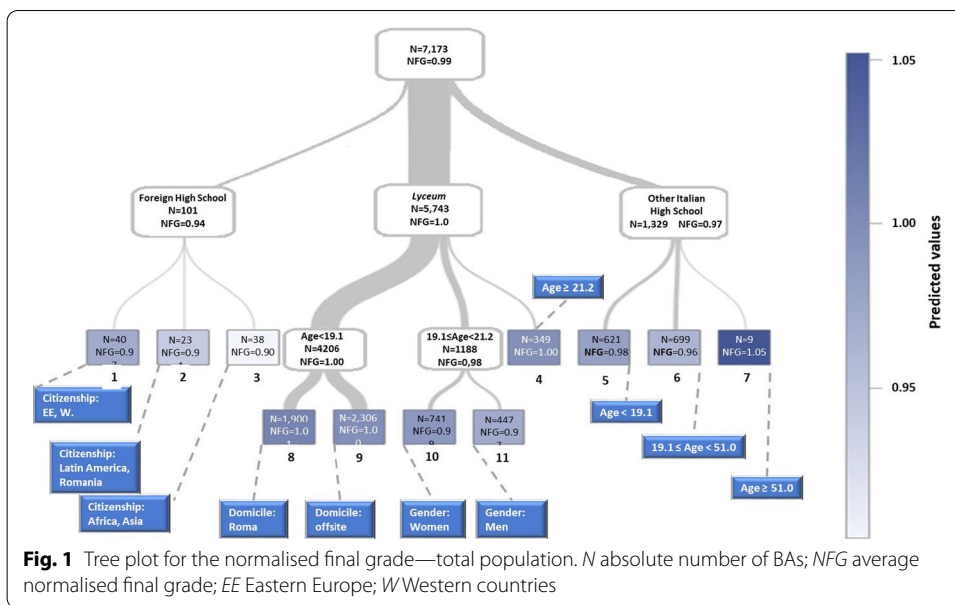 N=7,173
NFG=0.99
1.05
1.00
0.95
Predicted values
Foreign High School
N=101
NFG=0.94
Lyceum
N=5,743
NFG=1.0
Other Italian
High School
N=1,329 NFG=0.97
Age ≥ 21.2
N=40
NFG=0.9
1
N=23
NFG=0.9
2
N=38
NFG=0.90
3
Age<19.1
N=4206
NFG=1.00
19.1≤Age<21.2
N=1188
NFG=0,98
N=349
NFG=1.00
4
N=621
NFG=0.98
5
N=699
NFG=0.96
6
N=9
NFG=1.05
7
Citizenship:
EE, W.
Citizenship:
Latin America,
Romania
Citizenship:
Africa, Asia
N=1,900
NFG=1.0
8
N=2,306
NFG=1.0
9
N=741
NFG=0.9
10
N=447
NFG=0.9
11
Age < 19.1
19.1 ≤ Age < 51.0
Age ≥ 51.0
Domicile:
Roma
Domicile:
offsite
Gender:
Women
Gender:
Men
Fig. 1 Tree plot for the normalised final grade—total population. N absolute number of BAs; NFG average
normalised final grade; EE Eastern Europe; W Western countries